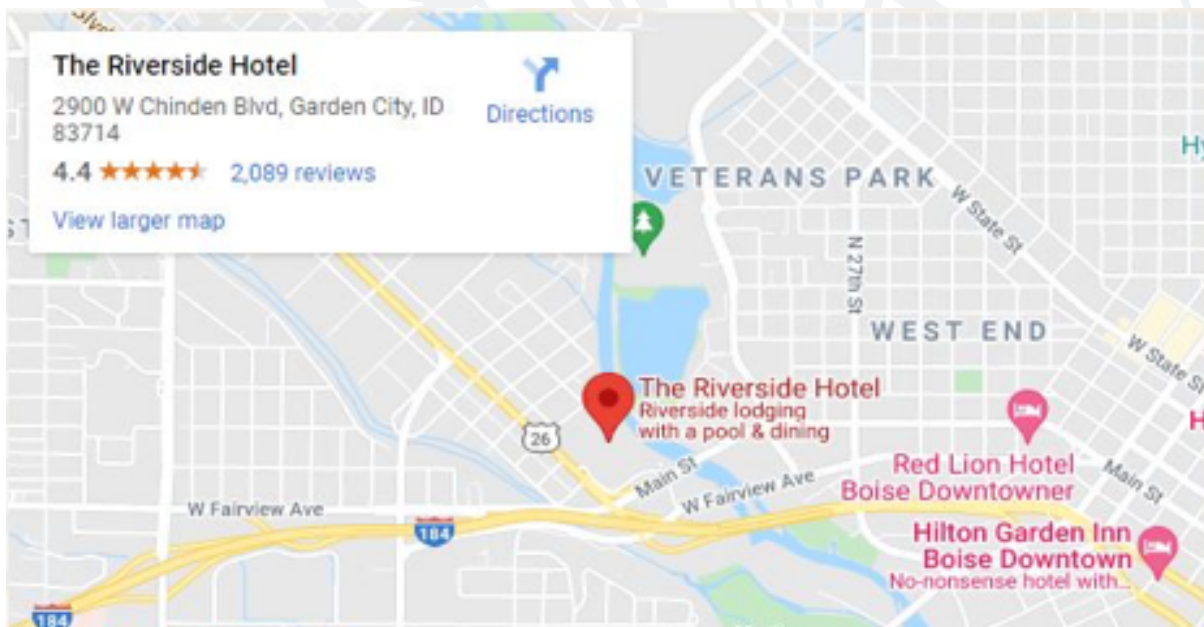 The Riverside Hotel
2900 W Chinden Blvd, Garden City, ID
83714
4.4
2,089 reviews
View larger map
Directions
VETERANS PARK
W State St
N 27th St
WEST END
W State St
The Riverside Hotel
Riverside lodging
with a pool & dining
26
Main St
W Fairview Ave
W Fairview Ave
184
Red Lion Hotel
Boise Downtowner
Main St
Hilton Garden Inn
Boise Downtown
No-nonsense hotel with...
184